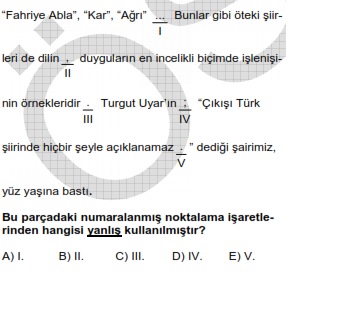 “Fahriye Abla”, “Kar”, “Ağrı” ... Bunlar gibi öteki şiir-
I
leri de dilin , duyguların en incelikli biçimde işlenişi-
II
nin örnekleridir . Turgut Uyar’ın ; “Çıkışı Türk
III IV
şiirinde hiçbir şeyle açıklanamaz . ” dediği şairimiz,
V
yüz yaşına bastı.
Bu parçadaki numaralanmış noktalama işaretle-
rinden hangisi yanlış kullanılmıştır?
A) I. B) II. C) III. D) IV. E) V.